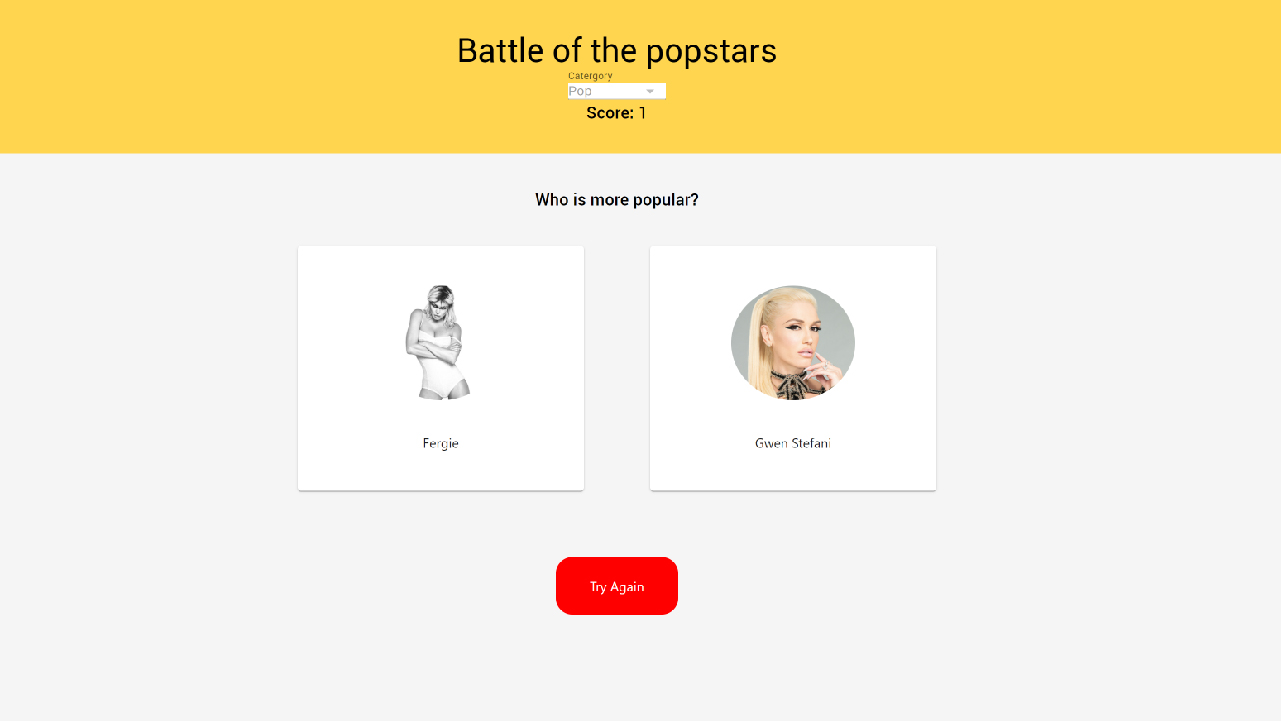 Battle of the popstars
Catergory
Pop
Score: 1
Who is more popular?
Fergie
Gwen Stefani
Try Again